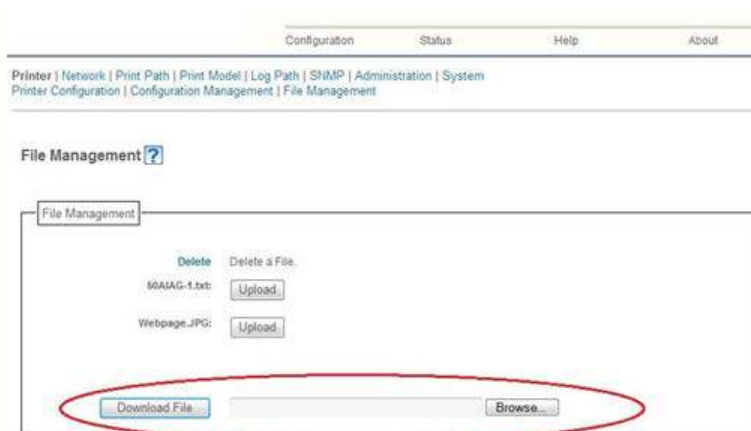 Configuration Status Help About
Printer | Network | Print Path | Print Model | Log Path | SNMP | Administration | System
Printer Configuration | Configuration Management | File Management
File Management ?
File Management
Delete Delete a File.
60AIAG-1.txt: Upload
Webpage.JPG: Upload
Download File Browse...